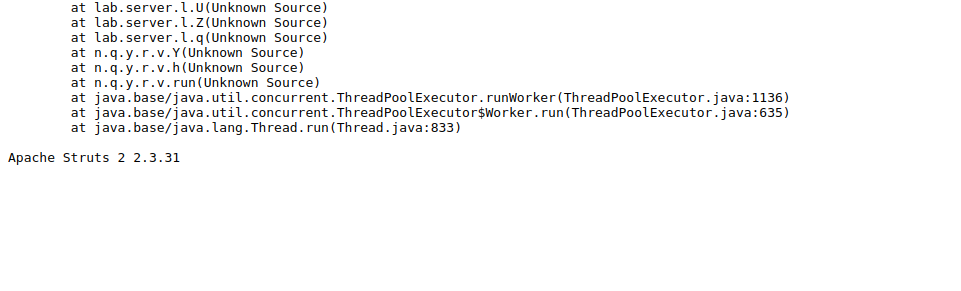 at lab.server.l.U(Unknown Source)
at lab.server.l.Z(Unknown Source)
at lab.server.l.q(Unknown Source)
at n.q.y.r.v.Y(Unknown Source)
at n.q.y.r.v.h(Unknown Source)
at n.q.y.r.v.run(Unknown Source)
at java.base/java.util.concurrent.ThreadPoolExecutor.runWorker(ThreadPoolExecutor.java:1136)
at java.base/java.util.concurrent.ThreadPoolExecutor$Worker.run(ThreadPoolExecutor.java:635)
at java.base/java.lang.Thread.run(Thread.java:833)
Apache Struts 2 2.3.31